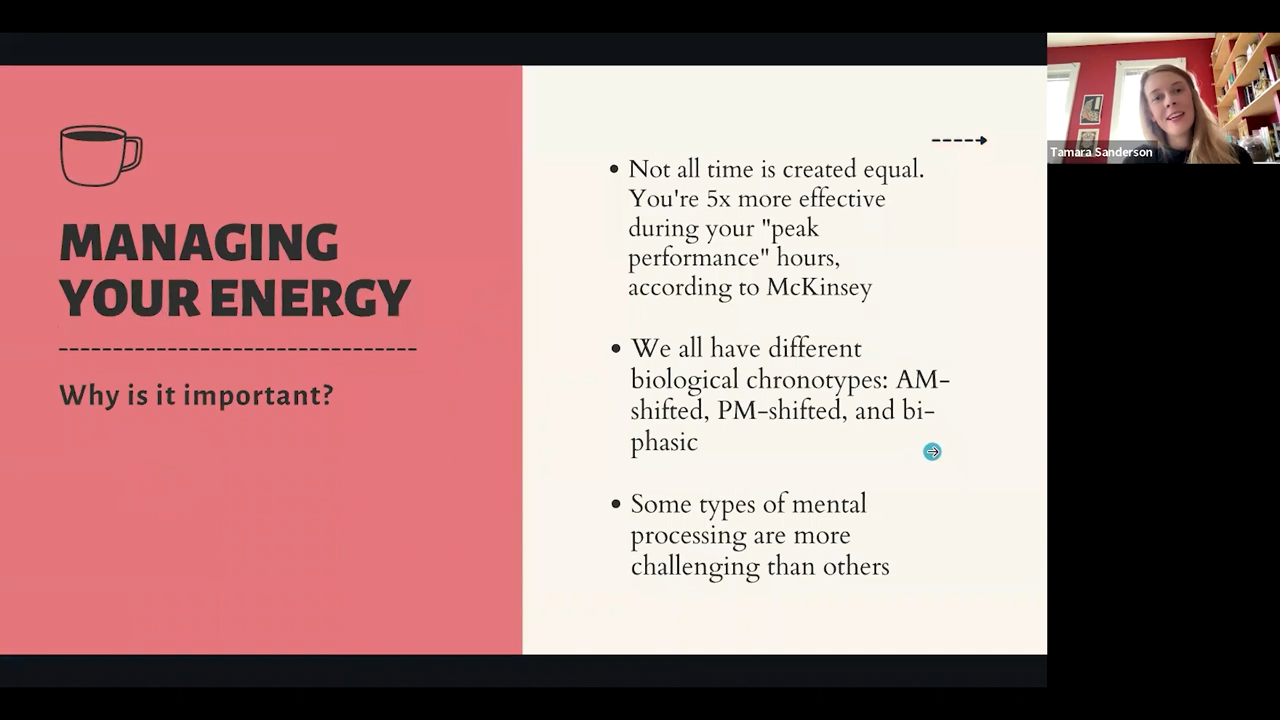 MANAGING
YOUR ENERGY
Why is it important?
• Not all time is created equal.
You're 5x more effective
during your "peak
performance" hours,
according to McKinsey
• We all have different
biological chronotypes: AM-
shifted, PM-shifted, and bi-
phasic
• Some types of mental
processing are more
challenging than others
Tamara Sanderson